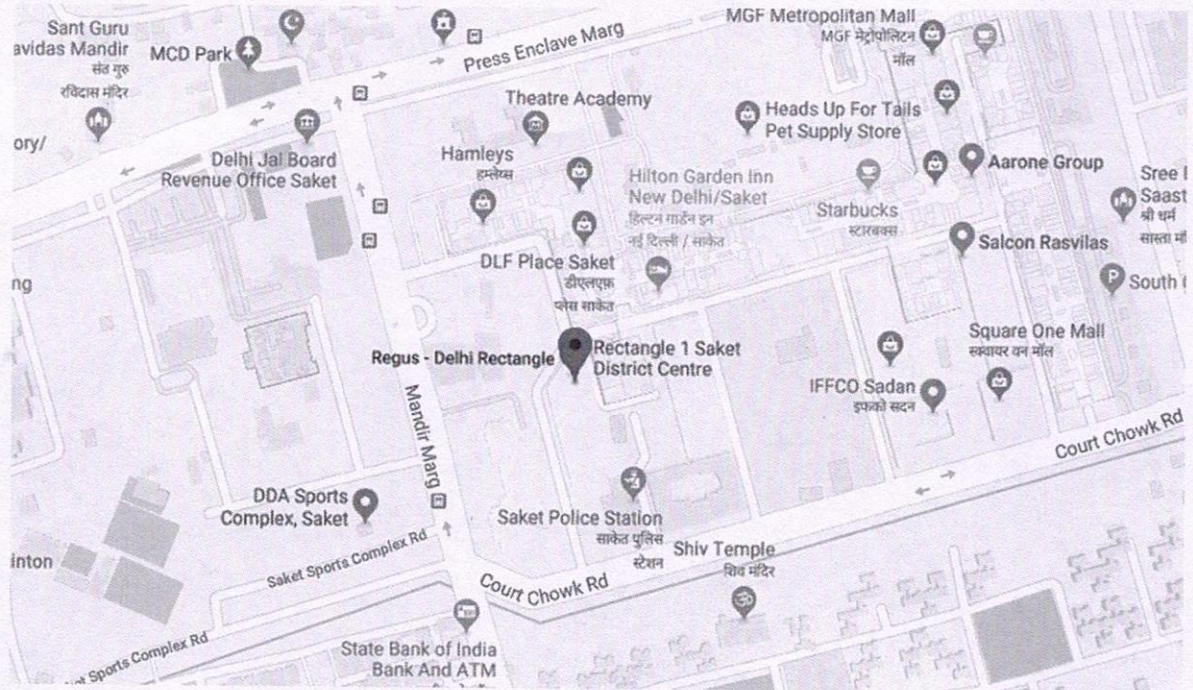 Sant Guru
avidas Mandir
संत गुरु
रविदास मंदिर
MCD Park
Press Enclave Marg
MGF Metropolitan Mall
MGF मेट्रोपोलिटन
मॉल
ory/
Delhi Jal Board
Revenue Office Saket
Theatre Academy
Hamleys
हम्लेय्स
Heads Up For Tails
Pet Supply Store
Aarone Group
Hilton Garden Inn
New Delhi/Saket
हिल्टन गार्डन इन
नई दिल्ली / साकेत
Starbucks
स्टारबक्स
Sree
Saast
श्री धर्म
सास्ता
Salcon Rasvilas
DLF Place Saket
डीएलएफ़
प्लेस साकेत
ng
P
South
Regus - Delhi Rectangle
Rectangle 1 Saket
District Centre
Square One Mall
स्क्वायर वन मॉल
IFFCO Sadan
इफको सदन
Mandir Marg
Court Chowk Rd
DDA Sports
Complex, Saket
Saket Police Station
साकेत पुलिस
स्टेशन
Shiv Temple
शिव मंदिर
inton
Saket Sports Complex Rd
Court Chowk Rd
State Bank of India
Bank And ATM
Sports Complex Rd